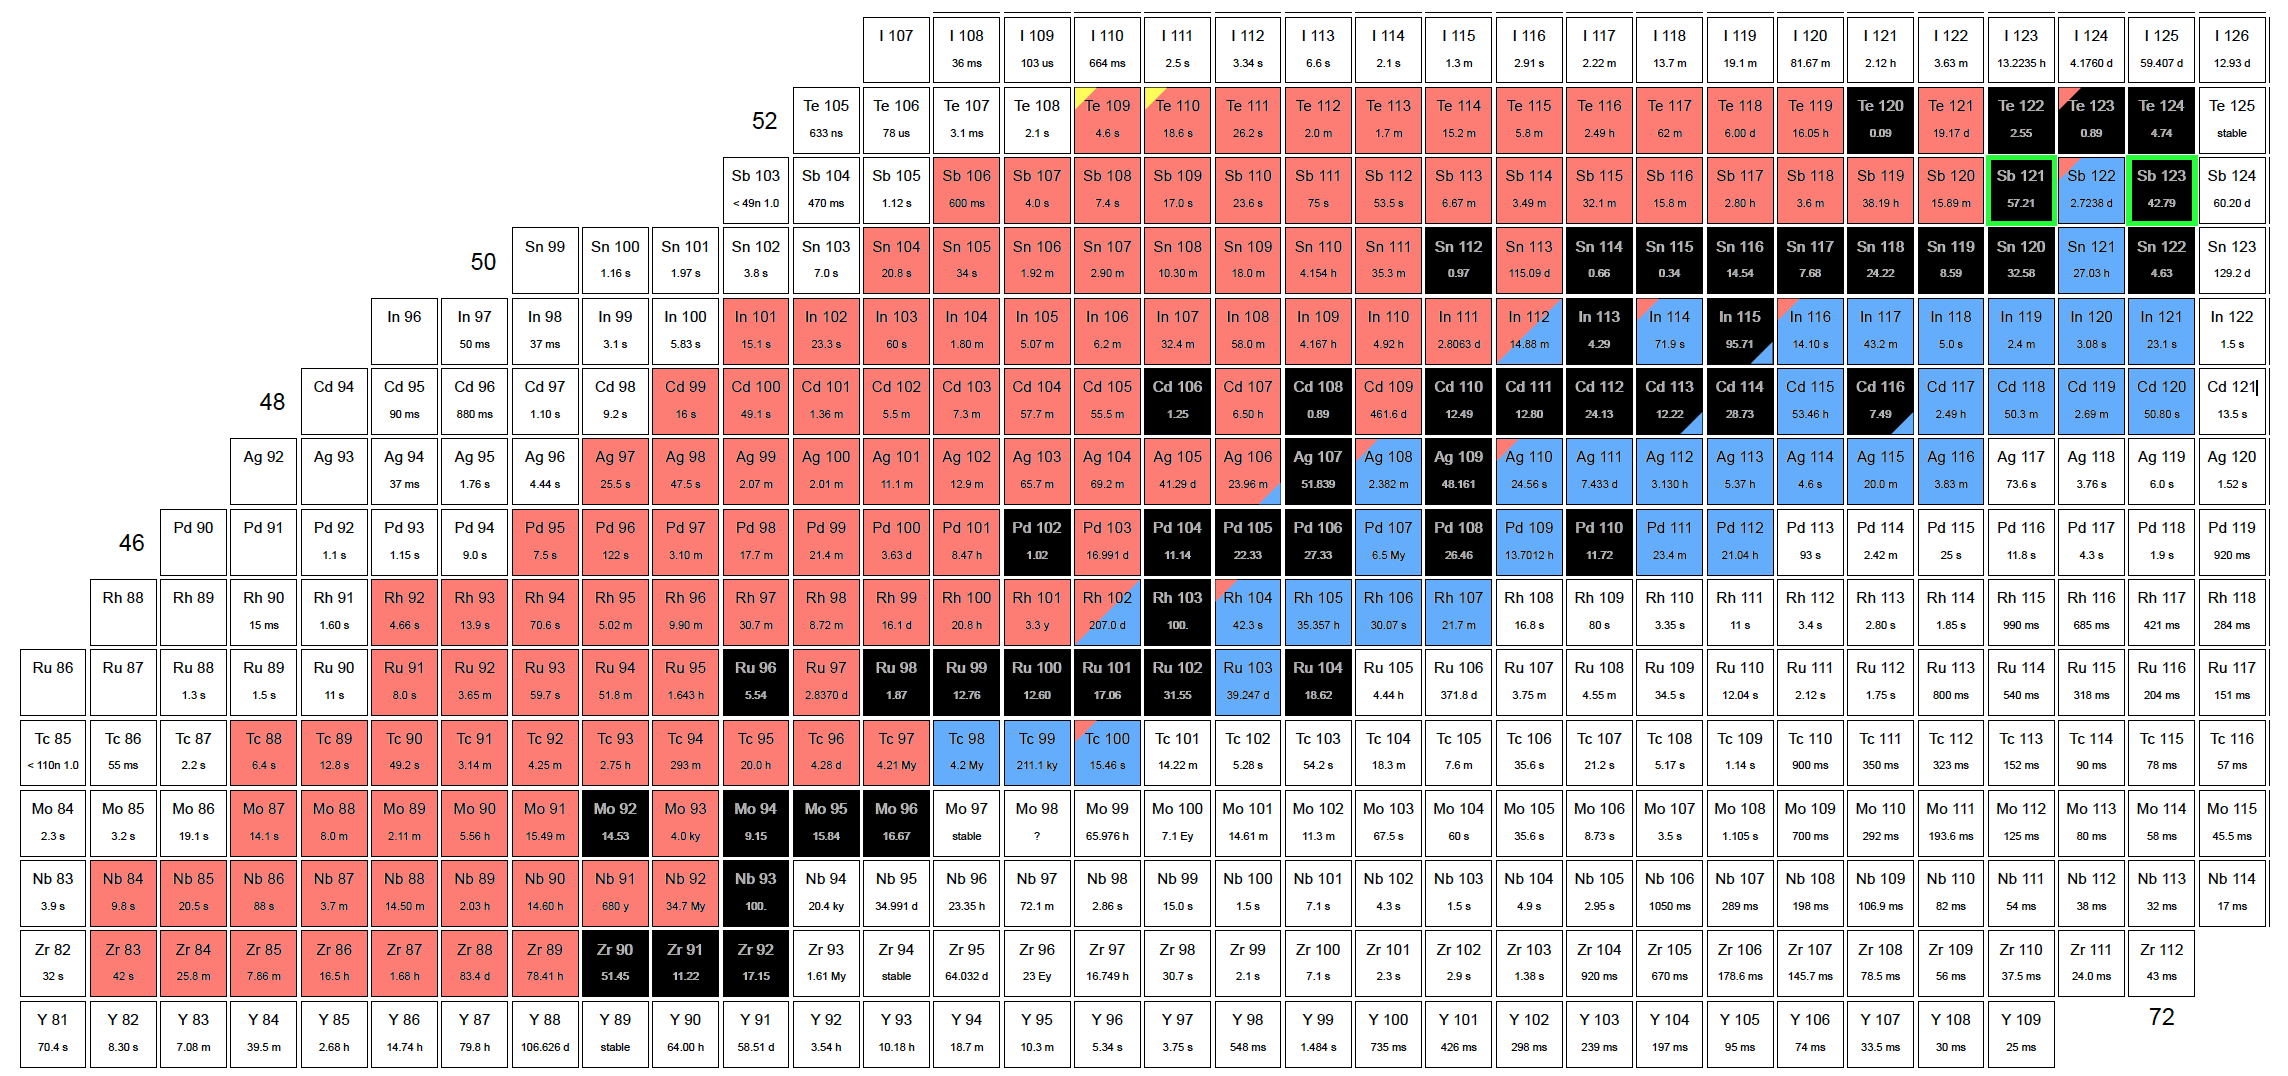 I 107 I 108 I 109 I 110 I 111 I 112 I 113 I 114 I 115 I 116 I 117 I 118 I 119 I 120 I 121 I 122 I 123 I 124 I 125 I 126
36 ms 103 us 664 ms 2.5 s 3.34 s 6.6 s 2.1 s 1.3 m 2.91 s 2.22 m 13.7 m 19.1 m 81.67 m 2.12 h 3.63 m 13.2235 h 4.1760 d 59.407 d 12.93 d
52
Te 105 Te 106 Te 107 Te 108 Te 109 Te 110 Te 111 Te 112 Te 113 Te 114 Te 115 Te 116 Te 117 Te 118 Te 119 Te 120 Te 121 Te 122 Te 123 Te 124 Te 125
633 ns 78 us 3.1 ms 2.1 s 4.6 s 18.6 s 26.2 s 2.0 m 1.7 m 15.2 m 5.8 m 2.49 h 62 m 6.00 d 16.05 h 0.09 19.17 d 2.55 0.89 4.74 stable
Sb 103 Sb 104 Sb 105 Sb 106 Sb 107 Sb 108 Sb 109 Sb 110 Sb 111 Sb 112 Sb 113 Sb 114 Sb 115 Sb 116 Sb 117 Sb 118 Sb 119 Sb 120 Sb 121 Sb 122 Sb 123 Sb 124
< 49n 1.0 470 ms 1.12 s 600 ms 4.0 s 7.4 s 17.0 s 23.6 s 75 s 53.5 s 6.67 m 3.49 m 32.1 m 15.8 m 2.80 h 3.6 m 38.19 h 15.89 m 57.21 2.7238 d 42.79 60.20 d
50
Sn 99 Sn 100 Sn 101 Sn 102 Sn 103 Sn 104 Sn 105 Sn 106 Sn 107 Sn 108 Sn 109 Sn 110 Sn 111 Sn 112 Sn 113 Sn 114 Sn 115 Sn 116 Sn 117 Sn 118 Sn 119 Sn 120 Sn 121 Sn 122 Sn 123
1.16 s 1.97 s 3.8 s 7.0 s 20.8 s 34 s 1.92 m 2.90 m 10.30 m 18.0 m 4.154 h 35.3 m 0.97 115.09 d 0.66 0.34 14.54 7.68 24.22 8.59 32.58 27.03 h 4.63 129.2 d
In 96 In 97 In 98 In 99 In 100 In 101 In 102 In 103 In 104 In 105 In 106 In 107 In 108 In 109 In 110 In 111 In 112 In 113 In 114 In 115 In 116 In 117 In 118 In 119 In 120 In 121 In 122
50 ms 37 ms 3.1 s 5.83 s 15.1 s 23.3 s 60 s 1.80 m 5.07 m 6.2 m 32.4 m 58.0 m 4.167 h 4.92 h 2.8063 d 14.88 m 4.29 71.9 s 95.71 14.10 s 43.2 m 5.0 s 2.4 m 3.08 s 23.1 s 1.5 s
48
Cd 94 Cd 95 Cd 96 Cd 97 Cd 98 Cd 99 Cd 100 Cd 101 Cd 102 Cd 103 Cd 104 Cd 105 Cd 106 Cd 107 Cd 108 Cd 109 Cd 110 Cd 111 Cd 112 Cd 113 Cd 114 Cd 115 Cd 116 Cd 117 Cd 118 Cd 119 Cd 120 Cd 121
90 ms 880 ms 1.10 s 9.2 s 16 s 49.1 s 1.36 m 5.5 m 7.3 m 57.7 m 55.5 m 1.25 6.50 h 0.89 461.6 d 12.49 12.80 24.13 12.22 28.73 53.46 h 7.49 2.49 h 50.3 m 2.69 m 50.80 s 13.5 s
Ag 92 Ag 93 Ag 94 Ag 95 Ag 96 Ag 97 Ag 98 Ag 99 Ag 100 Ag 101 Ag 102 Ag 103 Ag 104 Ag 105 Ag 106 Ag 107 Ag 108 Ag 109 Ag 110 Ag 111 Ag 112 Ag 113 Ag 114 Ag 115 Ag 116 Ag 117 Ag 118 Ag 119 Ag 120
37 ms 1.76 s 4.44 s 25.5 s 47.5 s 2.07 m 2.01 m 11.1 m 12.9 m 65.7 m 69.2 m 41.29 d 23.96 m 51.839 2.382 m 48.161 24.56 s 7.433 d 3.130 h 5.37 h 4.6 s 20.0 m 3.83 m 73.6 s 3.76 s 6.0 s 1.52 s
46
Pd 90 Pd 91 Pd 92 Pd 93 Pd 94 Pd 95 Pd 96 Pd 97 Pd 98 Pd 99 Pd 100 Pd 101 Pd 102 Pd 103 Pd 104 Pd 105 Pd 106 Pd 107 Pd 108 Pd 109 Pd 110 Pd 111 Pd 112 Pd 113 Pd 114 Pd 116 Pd 117 Pd 118 Pd 119
1.1 s 1.15 s 9.0 s 7.5 s 122 s 3.10 m 17.7 m 21.4 m 3.63 d 8.47 h 1.02 16.991 d 11.14 22.33 27.33 6.5 My 26.46 13.7012 h 11.72 23.4 m 21.04 h 93 s 2.42 m 25 s 11.8 s 4.3 s 1.9 s 920 ms
Rh 88 Rh 89 Rh 90 Rh 91 Rh 92 Rh 93 Rh 94 Rh 95 Rh 96 Rh 97 Rh 98 Rh 99 Rh 100 Rh 101 Rh 102 Rh 103 Rh 104 Rh 105 Rh 106 Rh 107 Rh 108 Rh 109 Rh 110 Rh 111 Rh 112 Rh 113 Rh 114 Rh 115 Rh 116 Rh 117 Rh 118
15 ms 1.60 s 4.66 s 13.9 s 70.6 s 5.02 m 9.90 m 30.7 m 8.72 m 16.1 d 20.8 h 3.3 y 207.0 d 100. 42.3 s 35.357 h 30.07 s 21.7 m 16.8 s 80 s 3.35 s 11 s 3.4 s 2.80 s 1.85 s 990 ms 685 ms 421 ms 284 ms
Ru 86 Ru 87 Ru 88 Ru 89 Ru 90 Ru 91 Ru 92 Ru 93 Ru 94 Ru 95 Ru 96 Ru 97 Ru 98 Ru 99 Ru 100 Ru 101 Ru 102 Ru 103 Ru 104 Ru 105 Ru 106 Ru 107 Ru 108 Ru 109 Ru 110 Ru 111 Ru 112 Ru 113 Ru 114 Ru 115 Ru 116 Ru 117
1.3 s 1.5 s 11 s 8.0 s 3.65 m 59.7 s 51.8 m 1.643 h 5.54 2.8370 d 1.87 12.76 12.60 17.06 31.55 39.247 d 18.62 4.44 h 371.8 d 3.75 m 4.55 m 34.5 s 12.04 s 2.12 s 1.75 s 800 ms 540 ms 318 ms 204 ms 151 ms
Tc 85 Tc 86 Tc 87 Tc 88 Tc 89 Tc 90 Tc 91 Tc 92 Tc 93 Tc 94 Tc 95 Tc 96 Tc 97 Tc 98 Tc 99 Tc 100 Tc 101 Tc 102 Tc 103 Tc 104 Tc 105 Tc 106 Tc 107 Tc 108 Tc 109 Tc 110 Tc 111 Tc 112 Tc 113 Tc 114 Tc 115 Tc 116
< 110n 1.0 55 ms 2.2 s 6.4 s 12.8 s 49.2 s 3.14 m 4.25 m 2.75 h 293 m 20.0 h 4.28 d 4.21 My 4.2 My 211.1 ky 15.46 s 14.22 m 5.28 s 54.2 s 18.3 m 7.6 m 35.6 s 21.2 s 5.17 s 1.14 s 900 ms 350 ms 323 ms 152 ms 90 ms 78 ms 57 ms
Mo 84 Mo 85 Mo 86 Mo 87 Mo 88 Mo 89 Mo 90 Mo 91 Mo 92 Mo 93 Mo 94 Mo 95 Mo 96 Mo 97 Mo 98 Mo 99 Mo 100 Mo 101 Mo 102 Mo 103 Mo 104 Mo 105 Mo 106 Mo 107 Mo 108 Mo 109 Mo 110 Mo 111 Mo 112 Mo 113 Mo 114 Mo 115
2.3 s 3.2 s 19.1 s 14.1 s 8.0 m 2.11 m 5.56 h 15.49 m 14.53 4.0 ky 9.15 15.84 16.67 stable ? 65.976 h 7.1 Ey 14.61 m 11.3 m 67.5 s 60 s 35.6 s 8.73 s 3.5 s 1.105 s 700 ms 292 ms 193.6 ms 125 ms 80 ms 58 ms 45.5 ms
Nb 83 Nb 84 Nb 85 Nb 86 Nb 87 Nb 88 Nb 89 Nb 90 Nb 91 Nb 92 Nb 93 Nb 94 Nb 95 Nb 96 Nb 97 Nb 98 Nb 99 Nb 100 Nb 101 Nb 102 Nb 103 Nb 104 Nb 105 Nb 106 Nb 107 Nb 108 Nb 109 Nb 110 Nb 111 Nb 112 Nb 113 Nb 114
3.9 s 9.8 s 20.5 s 88 s 3.7 m 14.50 m 2.03 h 14.60 h 680 y 34.7 My 100. 20.4 ky 34.991 d 23.35 h 72.1 m 2.86 s 15.0 s 1.5 s 7.1 s 4.3 s 1.5 s 4.9 s 2.95 s 1050 ms 289 ms 198 ms 106.9 ms 82 ms 54 ms 38 ms 32 ms 17 ms
Zr 82 Zr 83 Zr 84 Zr 85 Zr 86 Zr 87 Zr 88 Zr 89 Zr 90 Zr 91 Zr 92 Zr 93 Zr 94 Zr 95 Zr 96 Zr 97 Zr 98 Zr 99 Zr 100 Zr 101 Zr 102 Zr 103 Zr 104 Zr 105 Zr 106 Zr 107 Zr 108 Zr 109 Zr 110 Zr 111 Zr 112
32 s 42 s 25.8 m 7.86 m 16.5 h 1.68 h 83.4 d 78.41 h 51.45 11.22 17.15 1.61 My stable 64.032 d 23 Ey 16.749 h 30.7 s 2.1 s 7.1 s 2.3 s 2.9 s 1.38 s 920 ms 670 ms 178.6 ms 145.7 ms 78.5 ms 56 ms 37.5 ms 24.0 ms 43 ms
Y 81 Y 82 Y 83 Y 84 Y 85 Y 86 Y 87 Y 88 Y 89 Y 90 Y 91 Y 92 Y 93 Y 94 Y 95 Y 96 Y 97 Y 98 Y 99 Y 100 Y 101 Y 102 Y 103 Y 104 Y 105 Y 106 Y 107 Y 108 Y 109
70.4 s 8.30 s 7.08 m 39.5 m 2.68 h 14.74 h 79.8 h 106.626 d stable 64.00 h 58.51 d 3.54 h 10.18 h 18.7 m 10.3 m 5.34 s 3.75 s 548 ms 1.484 s 735 ms 426 ms 298 ms 239 ms 197 ms 95 ms 74 ms 33.5 ms 30 ms 25 ms
72